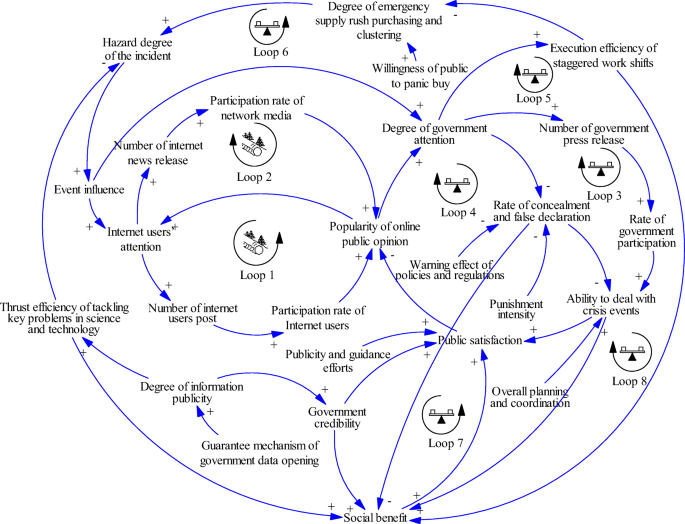 Degree of emergency
supply rush purchasing and
clustering
Loop 6
Hazard degree
of the incident
Willingness of public
to panic buy
Execution efficiency of
staggered work shifts
Loop 5
Participation rate of
network media
Number of internet
news release
Loop 2
Degree of government
attention
Number of government
press release
Loop 3
Loop 4
Event influence
Internet users'
attention
Popularity of online
public opinion
Rate of concealment
and false declaration
Rate of
government
participation
Loop 1
Warning effect of
policies and regulations
Thrust efficiency of tackling
key problems in science
and technology
Number of internet
users post
Participation rate of
Internet users
Punishment
intensity
Ability to deal with
crisis events
Publicity and guidance
efforts
Public satisfaction
Loop 8
Degree of information
publicity
Government
credibility
Overall planning
and coordination
Loop 7
Guarantee mechanism of
government data opening
Social benefit